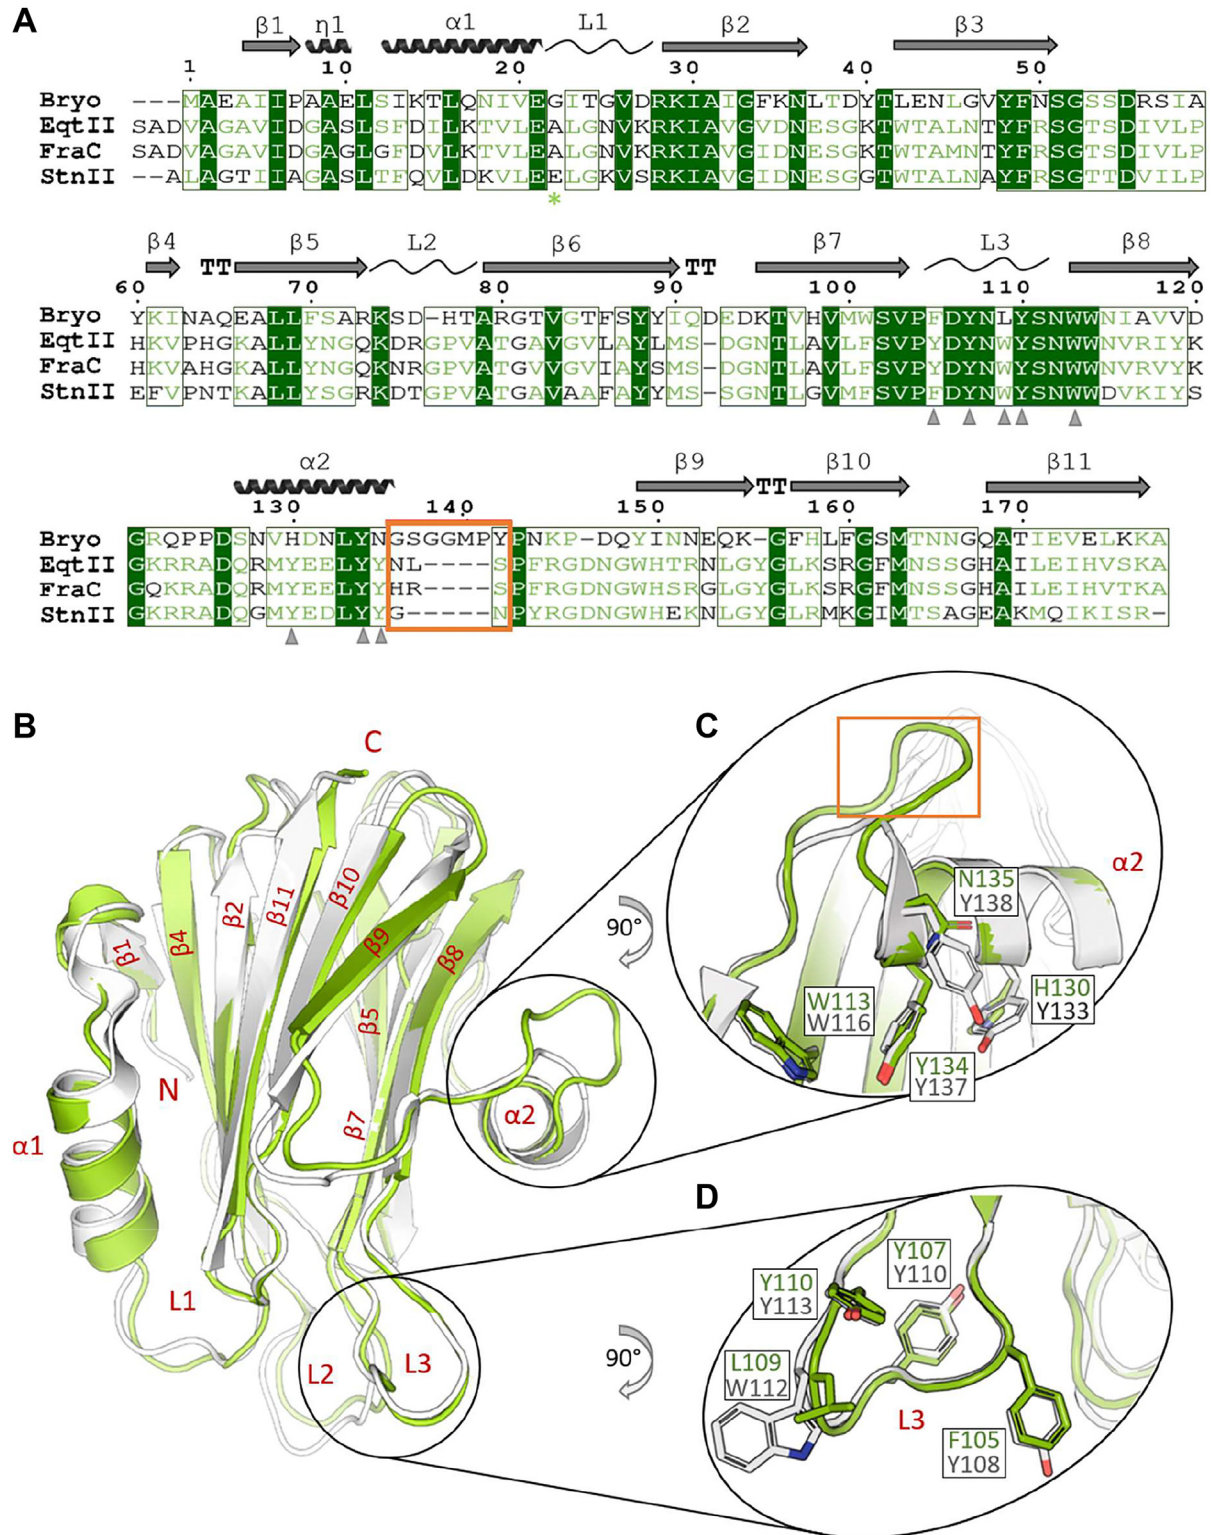 A
β1 η1 α1 L1 β2 β3
1 10 20 30 40 50
Bryo ---MAEAIIPAAELSIKTLQNIVEGITGVDRKIAIGFKNLTDYTLENLGVYFNSGSSDRSIA
EqtII SADVAGAVIDGASLSFDILKTVLEALGNVKRKIAVGVDNESGKTWTALNTYFRSGTSDIVLP
FraC SADVAGAVIDGAGLGFDVLKTVLEALGNVKRKIAVGIDNESGKTWTAMNTYFRSGTSDIVLP
StnII --ALAGTIIAGASLTFQVLDKVLEELGKVSRKIAVGIDNESGGTWTALNAYFRSGTTDVILP
*
β4 TT β5 L2 β6 TT β7 L3 β8
60 70 80 90 100 110 120
Bryo YKINAQEALLFSARKSD-HTARGTVGTFSYYIQDEDKTVHVMWSVPFDYNLYSNWWNIAVVD
EqtII HKVPHGKALLYNGQKDRGPVATGAVGVLAYLMS-DGNTLAVLFSVPYDYNWYSNWWNVRIYK
FraC HKVAHGKALLYNGQKNRGPVATGVVGVIAYSMS-DGNTLAVLFSVPYDYNWYSNWWNVRVYK
StnII EFVPNTKALLYSGRKDTGPVATGAVAAFAYYMS-SGNTLGVMFSVPFDYNWYSNWWDVKIYS
α2 β9 TT β10 β11
130 140 150 160 170
Bryo GRQPPDSNVHDNLYNGSGGMPYPNKP-DQYINNEQK-GFHLFGSMTNNGQATIEVELKKA
EqtII GKRRADQRMYEELYYNL----SPFRGDNGWHTRNLGYGLKSRGFMNSSGHAILEIHVSKA
FraC GQKRADQRMYEELYYHR----SPFRGDNGWHSRGLGYGLKSRGFMNSSGHAILEIHVTKA
StnII GKRRADQGMYEDLYYG-----NPYRGDNGWHEKNLGYGLRMKGIMTSAGEAKMQIKISR-
B
C
β1
β4
β2
β11
β10
β9
β8
β5
β7
N
α1
α2
L1
L2
L3
C
90°
α2
N135
Y138
W113
W116
H130
Y133
Y134
Y137
D
90°
Y107
Y110
Y110
Y113
L109
W112
L3
F105
Y108